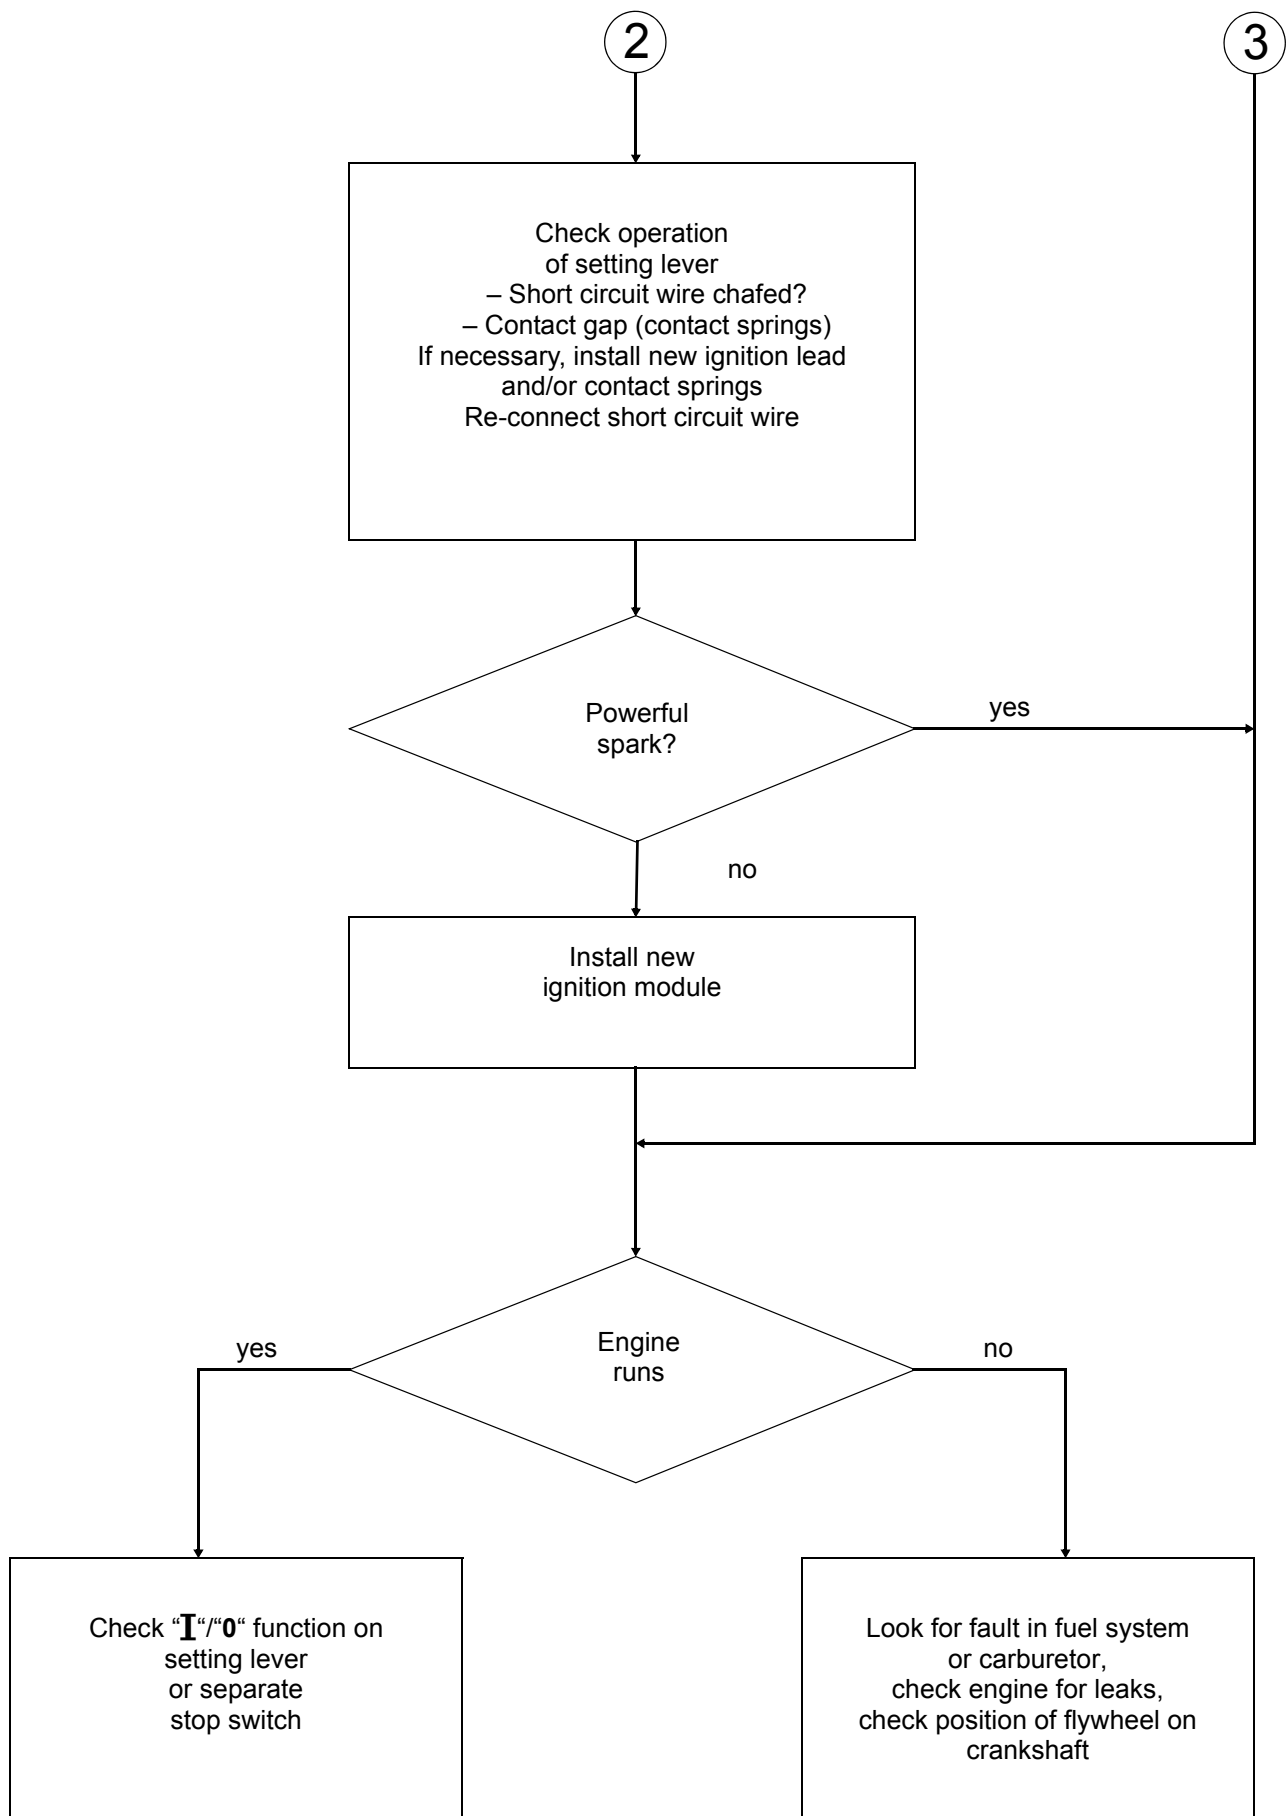 2
3
Check operation
of setting lever
– Short circuit wire chafed?
– Contact gap (contact springs)
If necessary, install new ignition lead
and/or contact springs
Re-connect short circuit wire
Powerful
spark?
yes
no
Install new
ignition module
Engine
runs
yes
no
Check “I“/“0“ function on
setting lever
or separate
stop switch
Look for fault in fuel system
or carburetor,
check engine for leaks,
check position of flywheel on
crankshaft